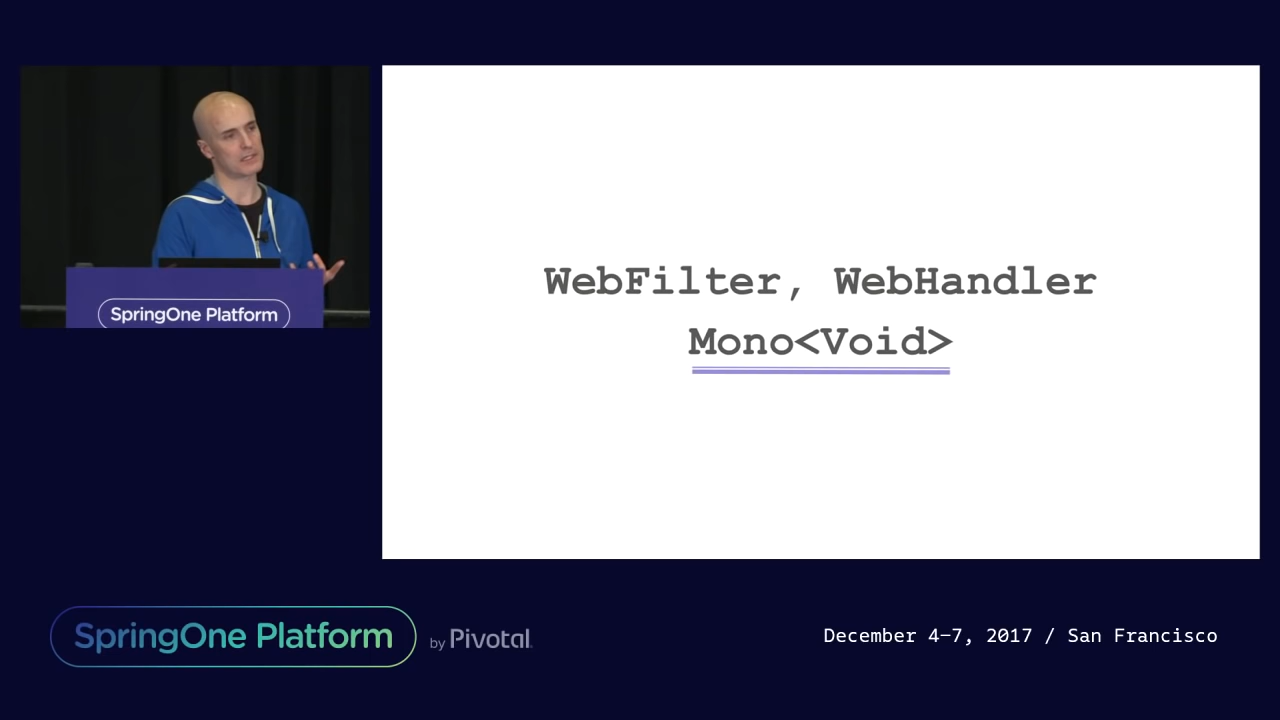 SpringOne Platform
WebFilter, WebHandler
Mono<Void>
SpringOne Platform
by Pivotal.
December 4–7, 2017 / San Francisco